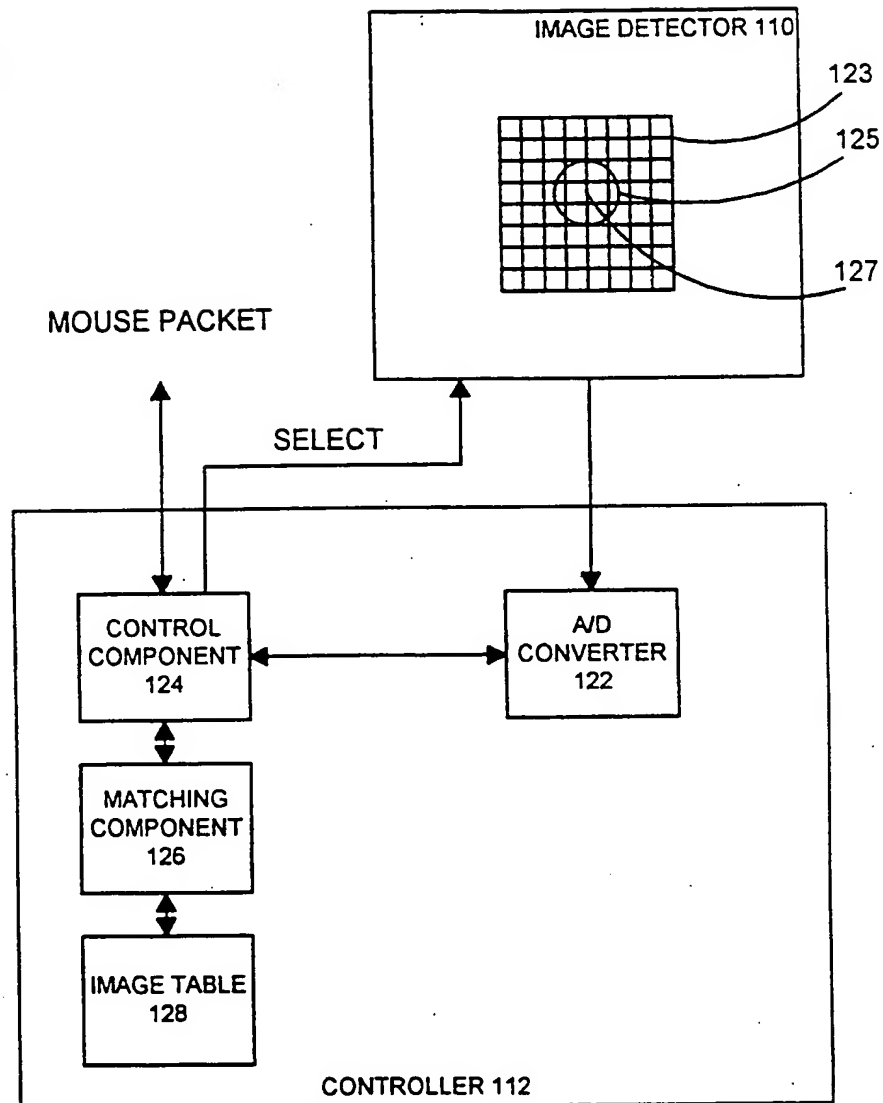 IMAGE DETECTOR 110
123
125
127
MOUSE PACKET
SELECT
CONTROL
COMPONENT
124
A/D
CONVERTER
122
MATCHING
COMPONENT
126
IMAGE TABLE
128
CONTROLLER 112